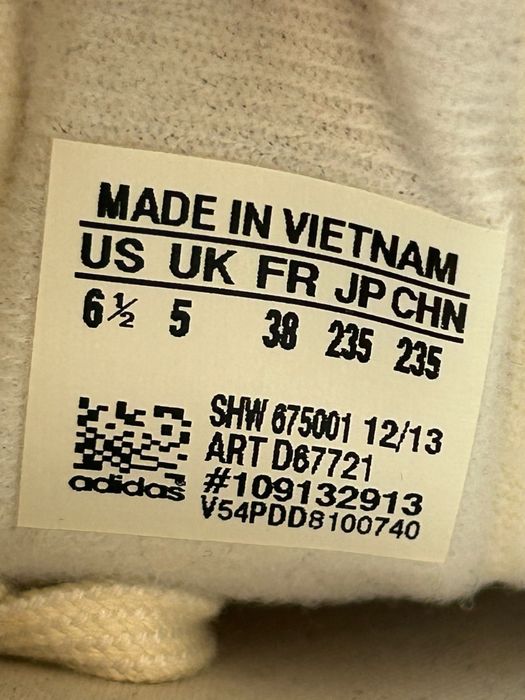 MADE IN VIETNAM
US UK FR JP CHN
6½ 5 38 235 235
SHW 675001 12/13
ART D67721
#109132913
V54PDD8100740
adidas